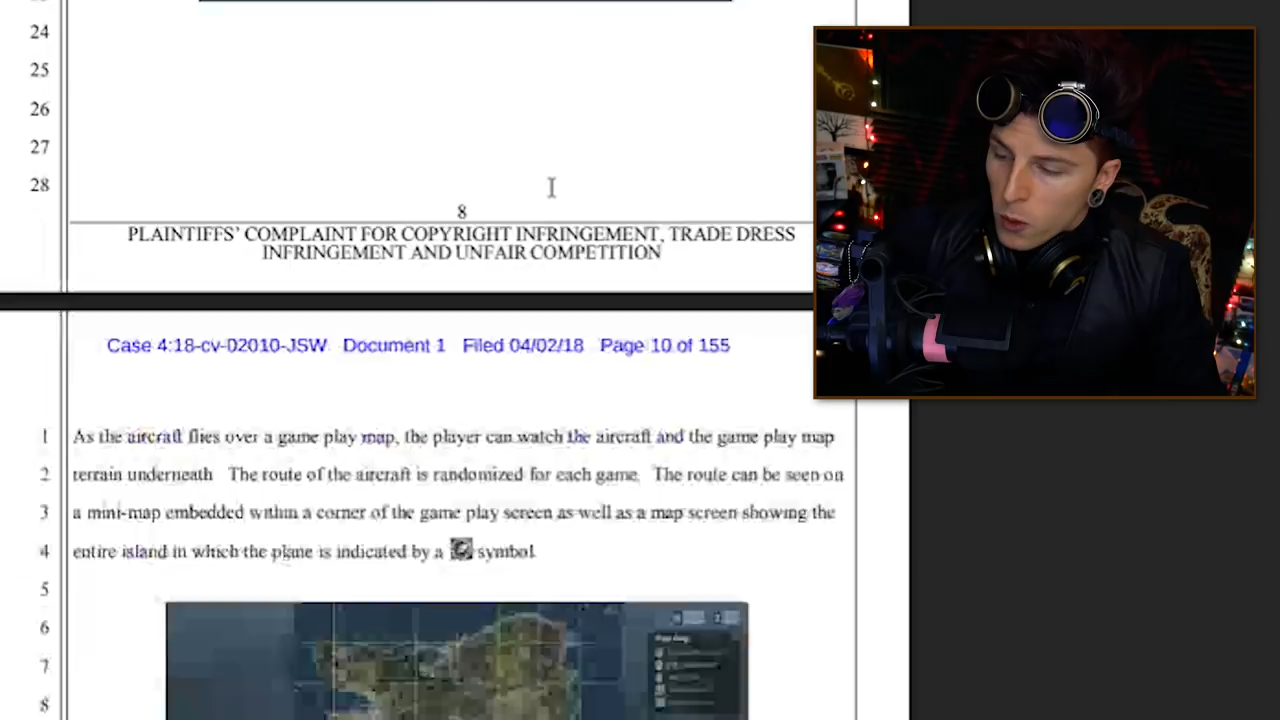 24
25
26
27
28
8
PLAINTIFFS' COMPLAINT FOR COPYRIGHT INFRINGEMENT, TRADE DRESS
INFRINGEMENT AND UNFAIR COMPETITION
Case 4:18-cv-02010-JSW Document 1 Filed 04/02/18 Page 10 of 155
1 As the aircraft flies over a game play map, the player can watch the aircraft and the game play map
2 terrain underneath The route of the aircraft is randomized for each game. The route can be seen on
3 a mini-map embedded within a corner of the game play screen as well as a map screen showing the
4 entire island in which the plane is indicated by a symbol.
5
6
7
8